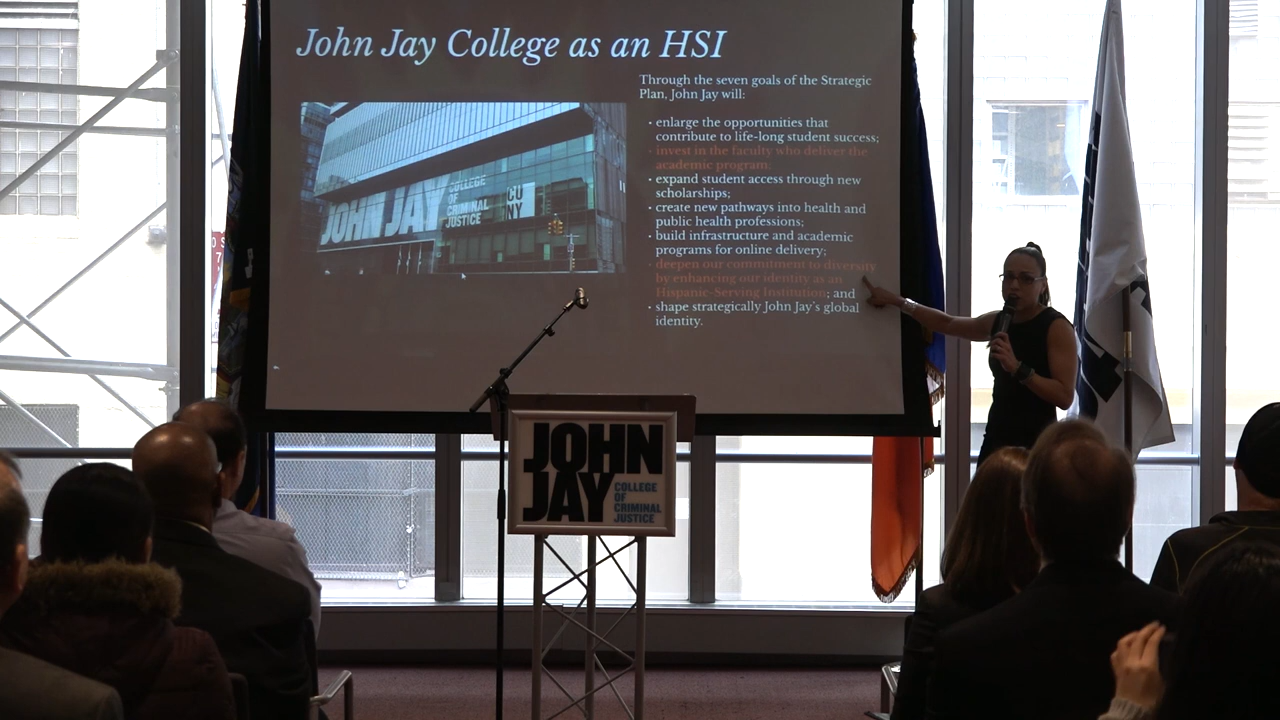 John Jay College as an HSI
Through the seven goals of the Strategic
Plan, John Jay will:
• enlarge the opportunities that
contribute to life-long student success;
• invest in the faculty who deliver the
academic program;
• expand student access through new
scholarships;
• create new pathways into health and
public health professions;
• build infrastructure and academic
programs for online delivery;
• deepen our commitment to diversity
by enhancing our identity as an
Hispanic-Serving Institution; and
• shape strategically John Jay's global
identity.
JOHN JAY
COLLEGE
OF
CRIMINAL
JUSTICE
CU
NY
JOHN
JAY
COLLEGE
OF
CRIMINAL
JUSTICE